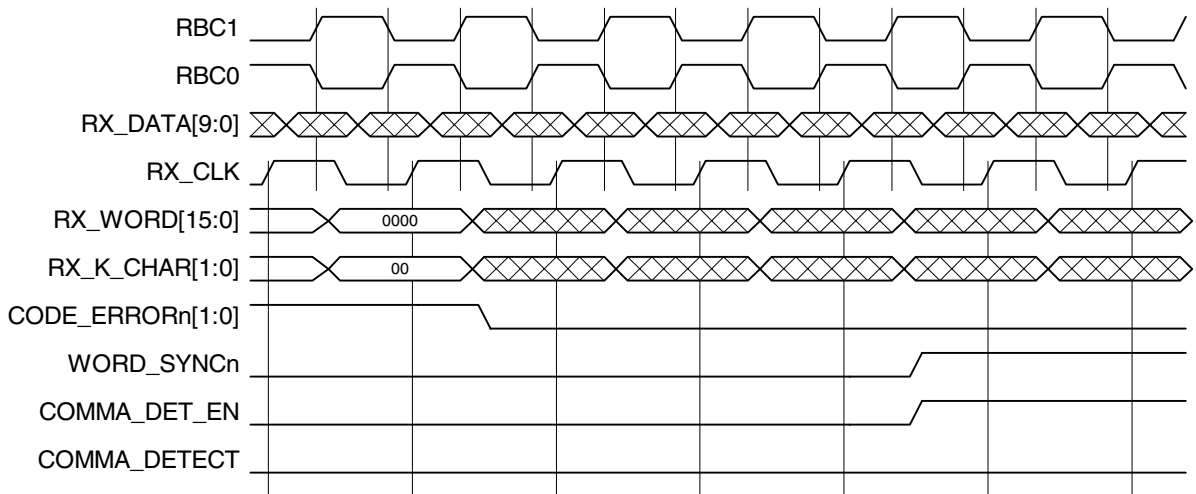 RBC1
RBC0
RX_DATA[9:0]
RX_CLK
RX_WORD[15:0] 0000
RX_K_CHAR[1:0] 00
CODE_ERRORn[1:0]
WORD_SYNCn
COMMA_DET_EN
COMMA_DETECT